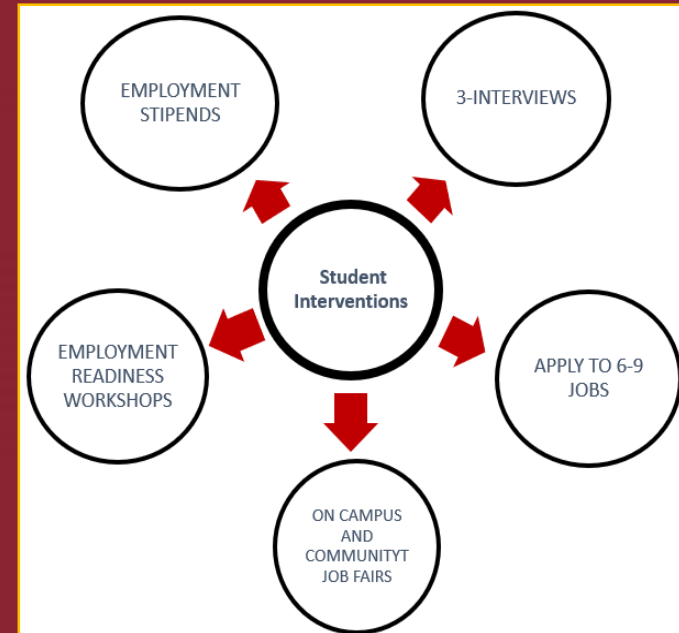 EMPLOYMENT
STIPENDS
3-INTERVIEWS
Student
Interventions
EMPLOYMENT
READINESS
WORKSHOPS
APPLY TO 6-9
JOBS
ON CAMPUS
AND
COMMUNITYT
JOB FAIRS